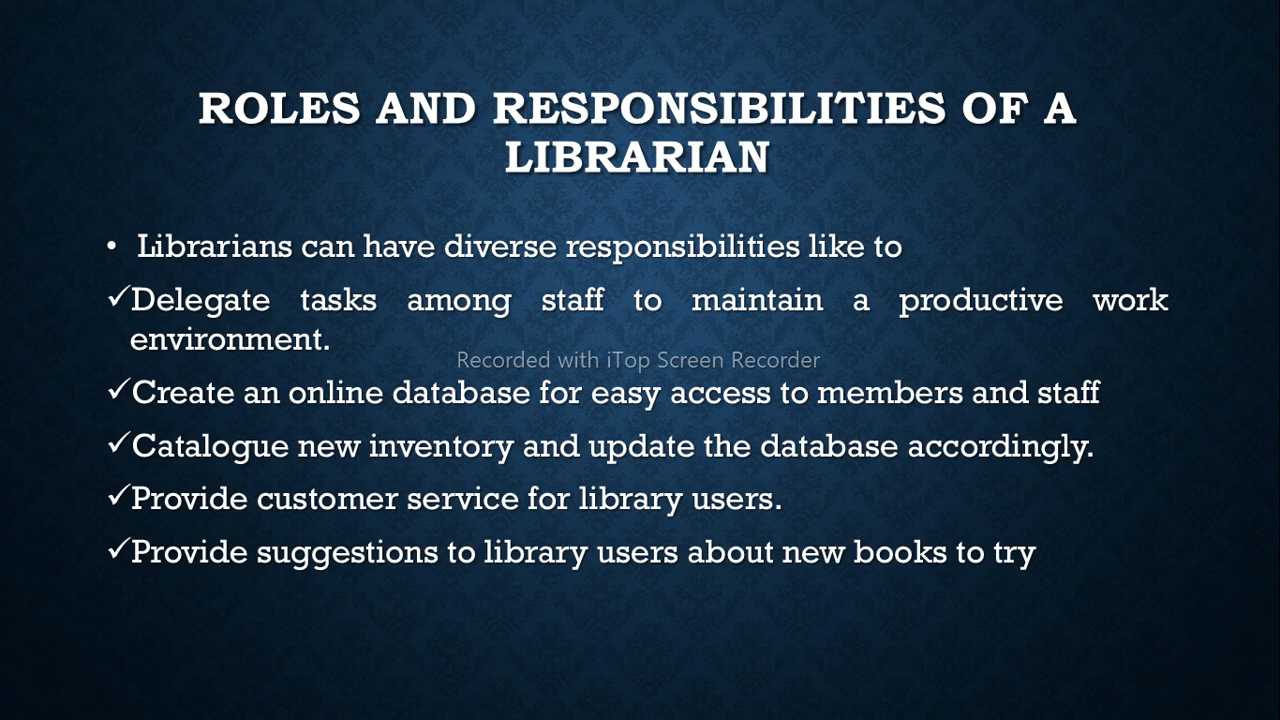 ROLES AND RESPONSIBILITIES OF A
LIBRARIAN
• Librarians can have diverse responsibilities like to
✓Delegate tasks among staff to maintain a productive work
environment.
Recorded with iTop Screen Recorder
✓Create an online database for easy access to members and staff
✓Catalogue new inventory and update the database accordingly.
✓Provide customer service for library users.
✓Provide suggestions to library users about new books to try